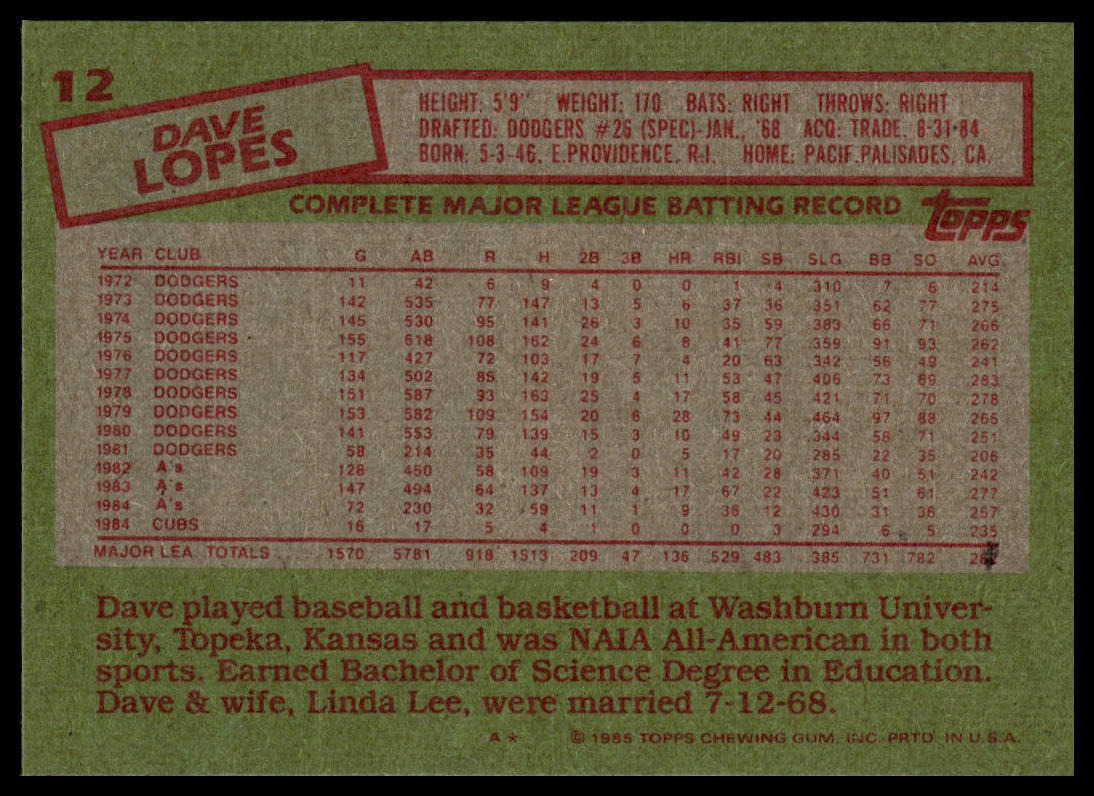 12
DAVE
LOPES
HEIGHT: 5'9" WEIGHT: 170 BATS: RIGHT THROWS: RIGHT
DRAFTED: DODGERS #26 (SPEC)-JAN., '68 ACQ: TRADE, 8-31-84
BORN: 5-3-46, E.PROVIDENCE, R.I. HOME: PACIF.PALISADES, CA.
COMPLETE MAJOR LEAGUE BATTING RECORD topps
YEAR CLUB G AB R H 2B 3B HR RBI SB SLG BB SO AVG.
1972 DODGERS 11 42 6 9 4 0 0 1 4 .310 7 6 .214
1973 DODGERS 142 535 77 147 13 5 6 37 36 .351 62 77 .275
1974 DODGERS 145 530 95 141 26 3 10 35 59 .383 66 71 .266
1975 DODGERS 155 618 108 162 24 6 8 41 77 .359 91 93 .262
1976 DODGERS 117 427 72 103 17 7 4 20 63 .342 56 49 .241
1977 DODGERS 134 502 85 142 19 5 11 53 47 .406 73 69 .283
1978 DODGERS 151 587 93 163 25 4 17 58 45 .421 71 70 .278
1979 DODGERS 153 582 109 154 20 6 28 73 44 .464 97 88 .265
1980 DODGERS 141 553 79 139 15 3 10 49 23 .344 58 71 .251
1981 DODGERS 58 214 35 44 2 0 5 17 20 .285 22 35 .206
1982 A's 128 450 58 109 19 3 11 42 28 .371 40 51 .242
1983 A's 147 494 64 137 13 4 17 67 22 .423 51 61 .277
1984 A's 72 230 32 59 11 1 9 36 12 .430 31 36 .257
1984 CUBS 16 17 5 4 1 0 0 0 3 .294 6 5 .235
MAJOR LEA. TOTALS 1570 5781 918 1513 209 47 136 529 483 .385 731 782
Dave played baseball and basketball at Washburn Univer-
sity, Topeka, Kansas and was NAIA All-American in both
sports. Earned Bachelor of Science Degree in Education.
Dave & wife, Linda Lee, were married 7-12-68.
A* © 1985 TOPPS CHEWING GUM, INC. PRTD. IN U.S.A.